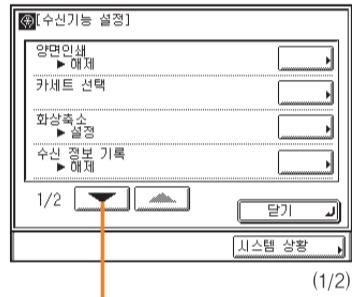 [수신기능 설정]
양면인쇄
▶ 해제
카세트 선택
화상축소
▶ 설정
수신 정보 기록
▶ 해제
1/2
닫기
시스템 상황
(1/2)